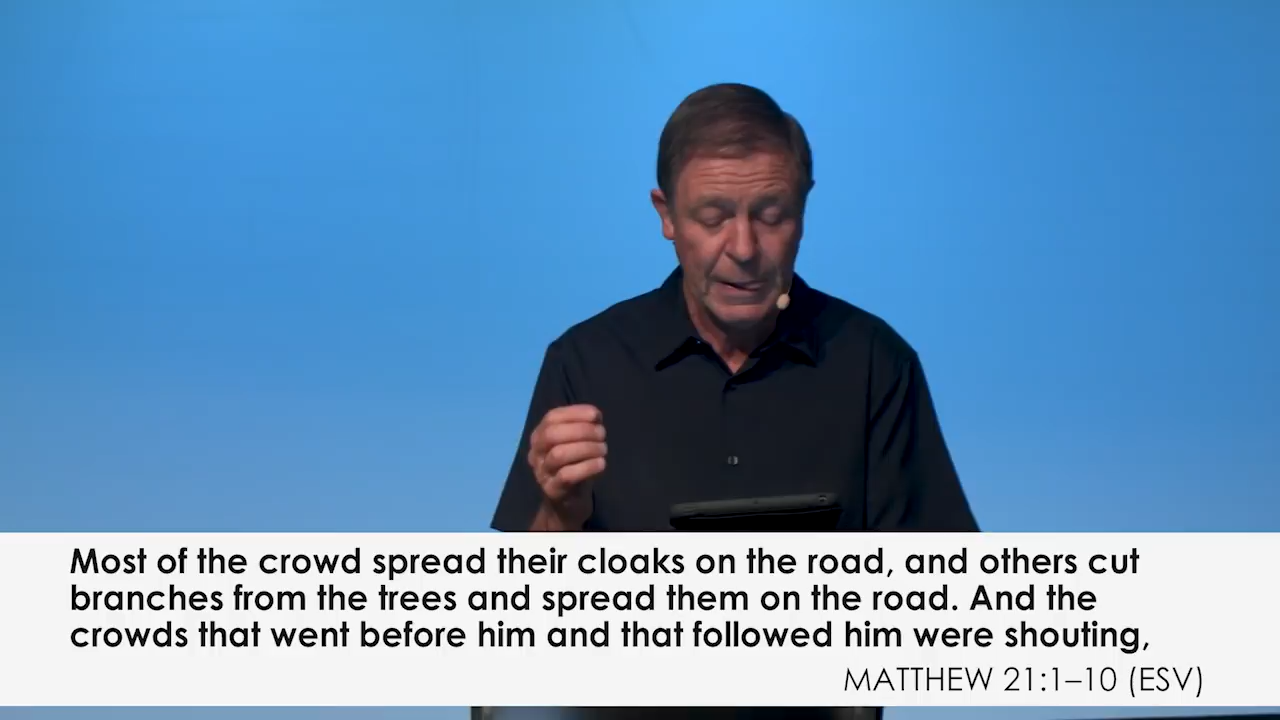 Most of the crowd spread their cloaks on the road, and others cut
branches from the trees and spread them on the road. And the
crowds that went before him and that followed him were shouting,
MATTHEW 21:1–10 (ESV)